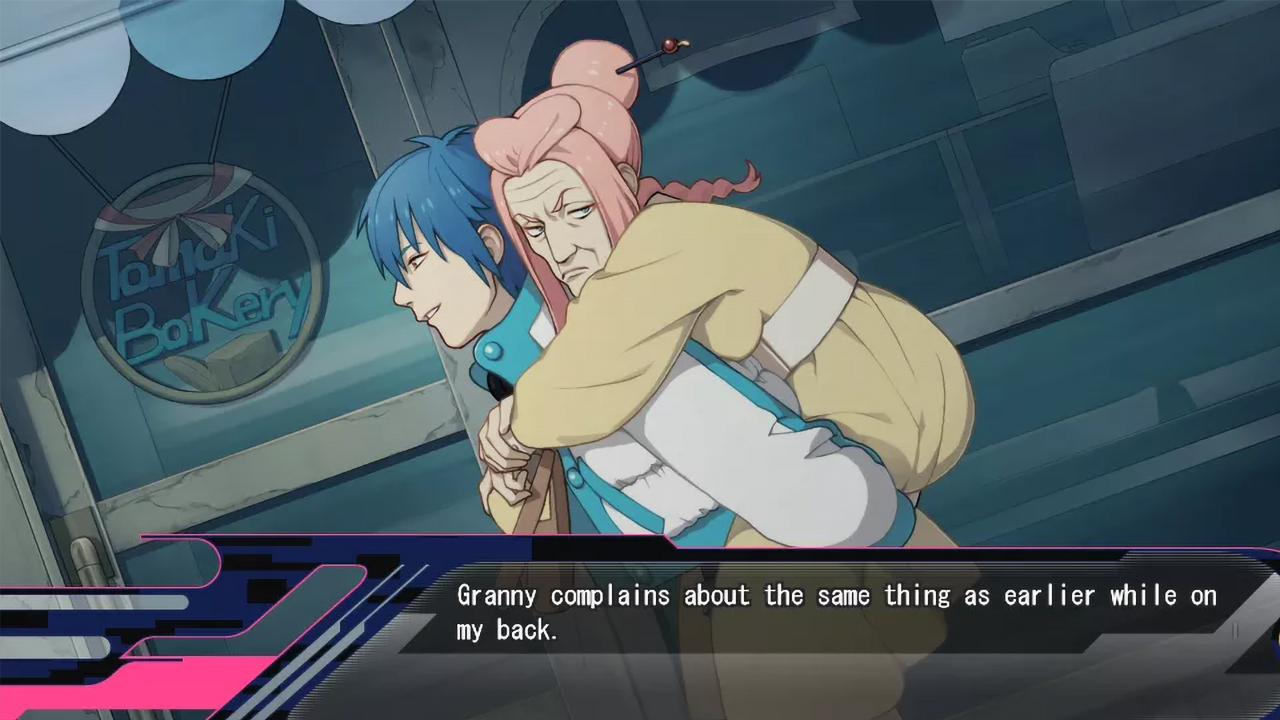 Tamaki
BaKery
Granny complains about the same thing as earlier while on
my back.